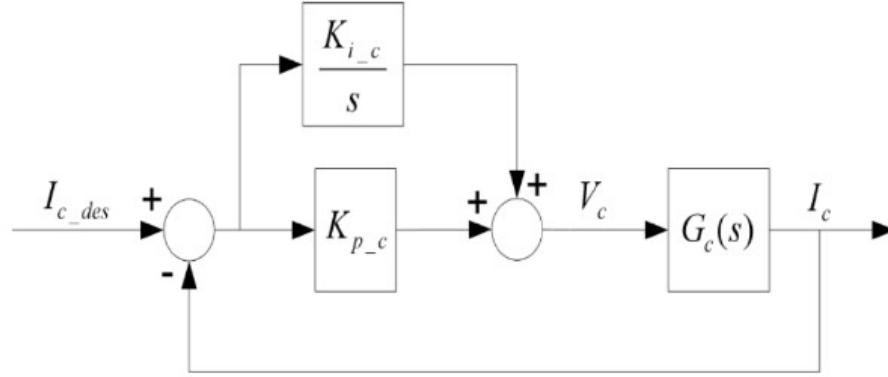 K_{i_c}
s
I_{c_des}
+
-
K_{p_c}
+
+
V_c
G_c(s)
I_c